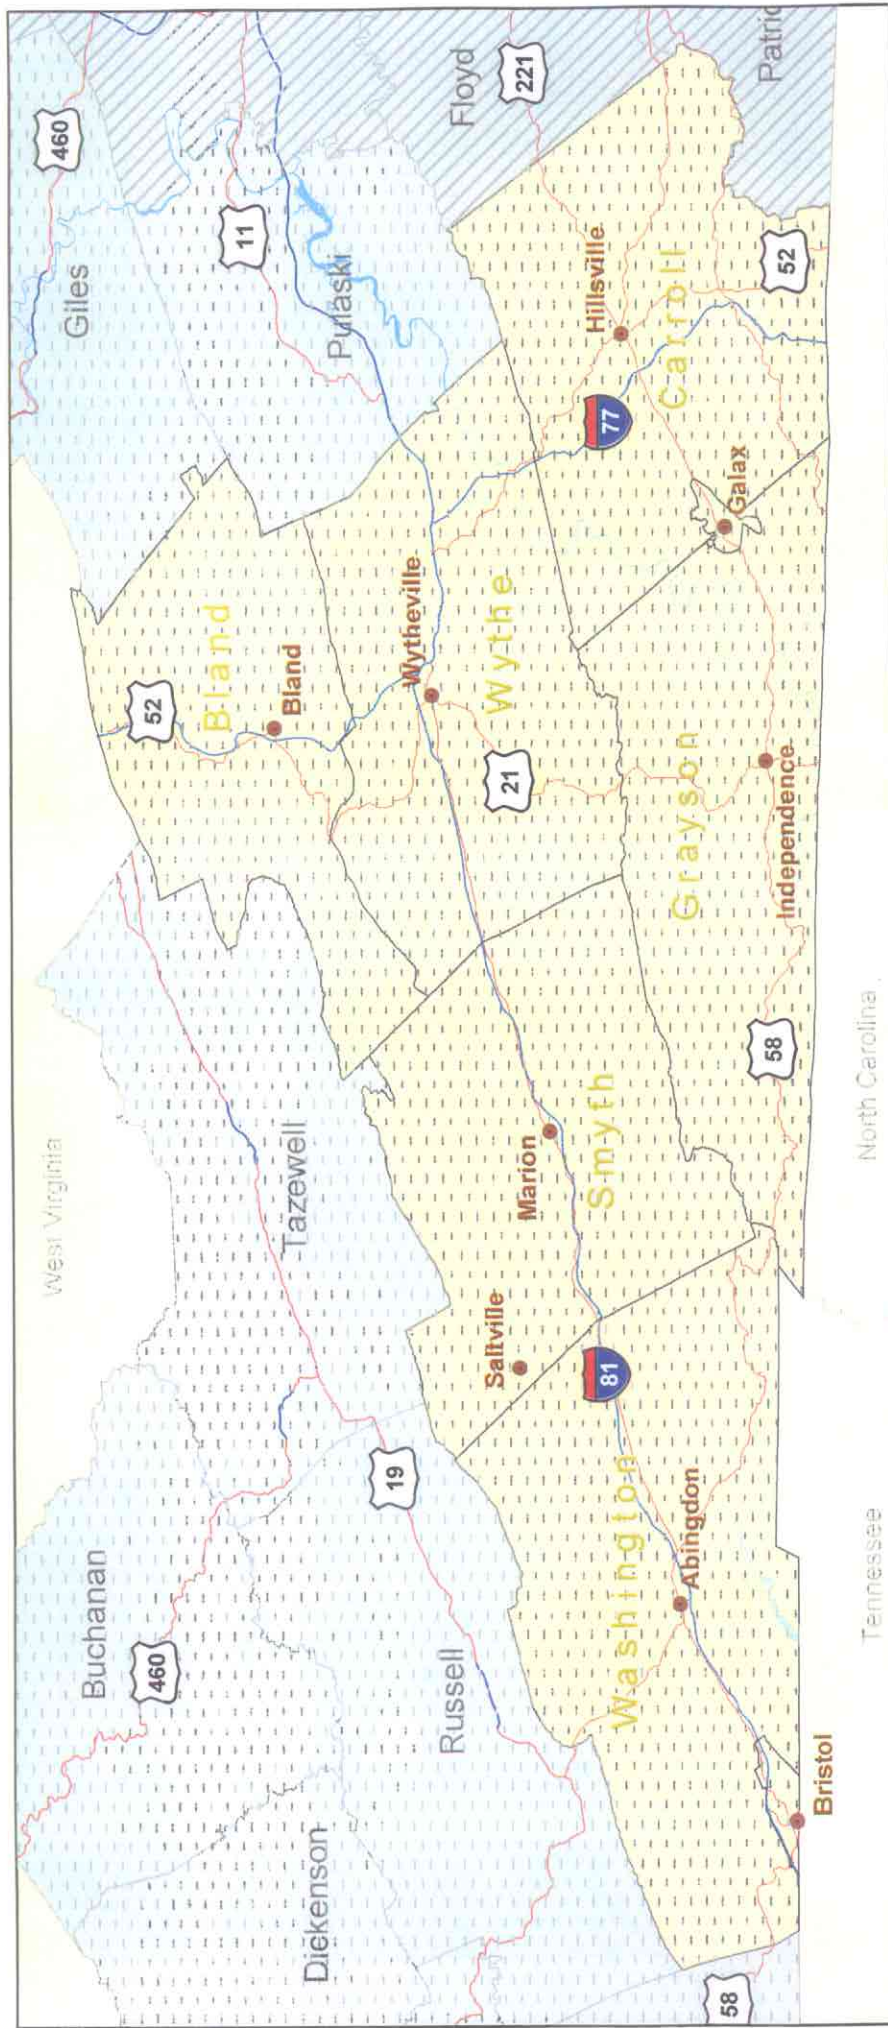 West Virginia
460
Giles
Buchanan
460
52
Bland
11
Bland
Tazewell
Dickenson
Pulaski
19
Wytheville
Russell
Floyd
Saltville
Wythe
21
221
Marion
Hillsville
Smyth
81
77
Washington
Carroll
Grayson
Abingdon
58
Galax
Patric
58
Independence
52
Bristol
Tennessee
North Carolina